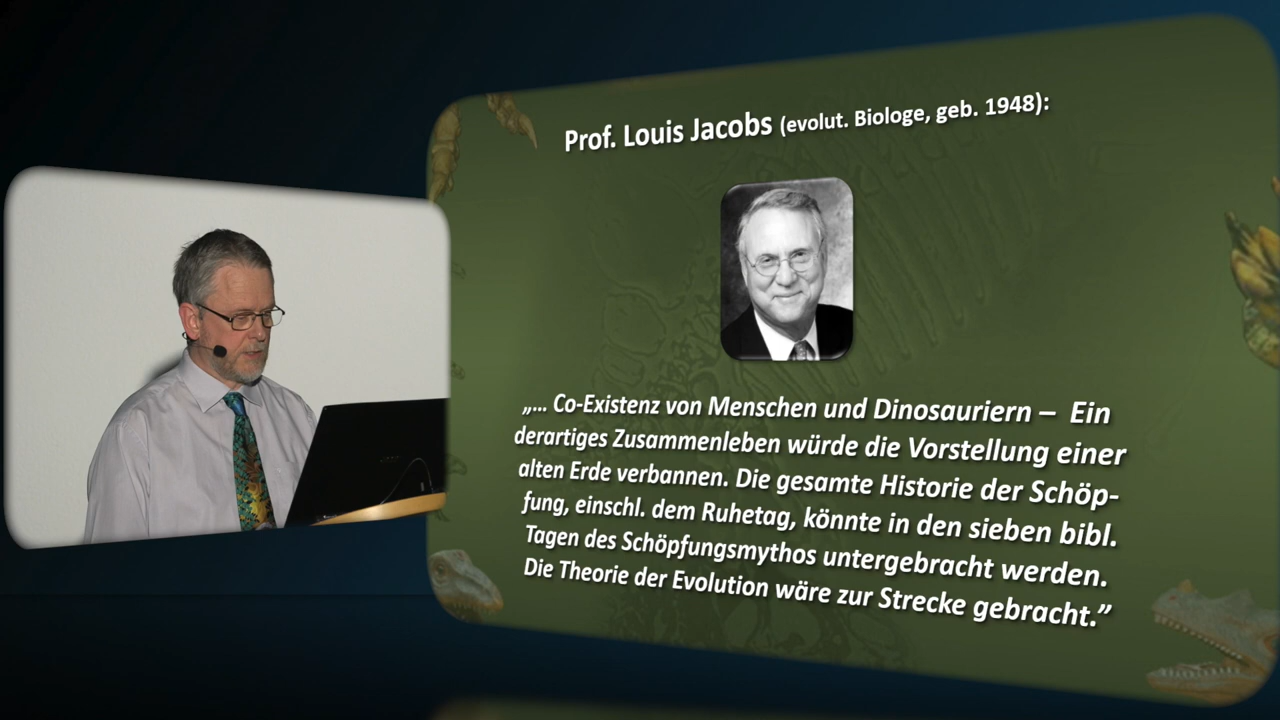 Prof. Louis Jacobs (evolut. Biologe, geb. 1948):
„... Co-Existenz von Menschen und Dinosauriern – Ein
derartiges Zusammenleben würde die Vorstellung einer
alten Erde verbannen. Die gesamte Historie der Schöp-
fung, einschl. dem Ruhetag, könnte in den sieben bibl.
Tagen des Schöpfungsmythos untergebracht werden.
Die Theorie der Evolution wäre zur Strecke gebracht.”